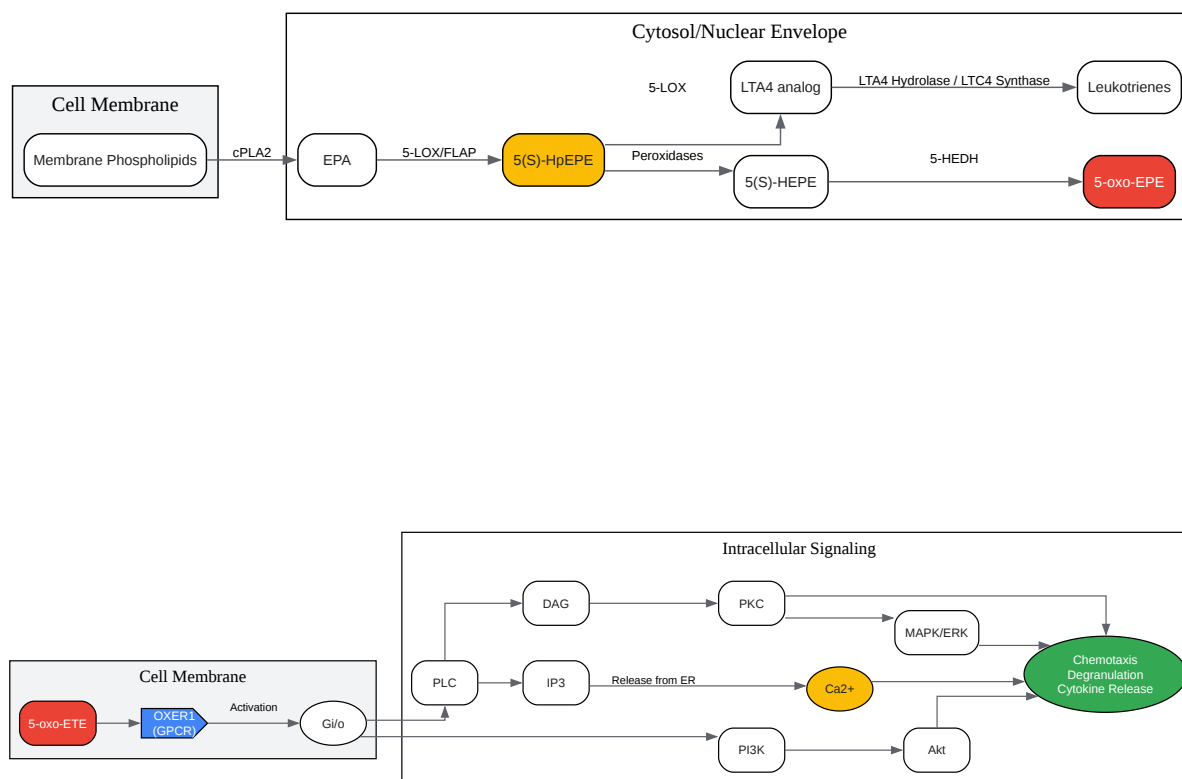 Cytosol/Nuclear Envelope
Cell Membrane
Membrane Phospholipids
cPLA2
EPA
5-LOX/FLAP
5(S)-HpEPE
5-LOX
LTA4 analog
LTA4 Hydrolase / LTC4 Synthase
Leukotrienes
Peroxidases
5(S)-HEPE
5-HEDH
5-oxo-EPE
Intracellular Signaling
DAG
PKC
MAPK/ERK
Cell Membrane
PLC
IP3
Release from ER
Ca2+
Chemotaxis
Degranulation
Cytokine Release
5-oxo-ETE
OXER1
(GPCR)
Activation
Gi/o
PI3K
Akt